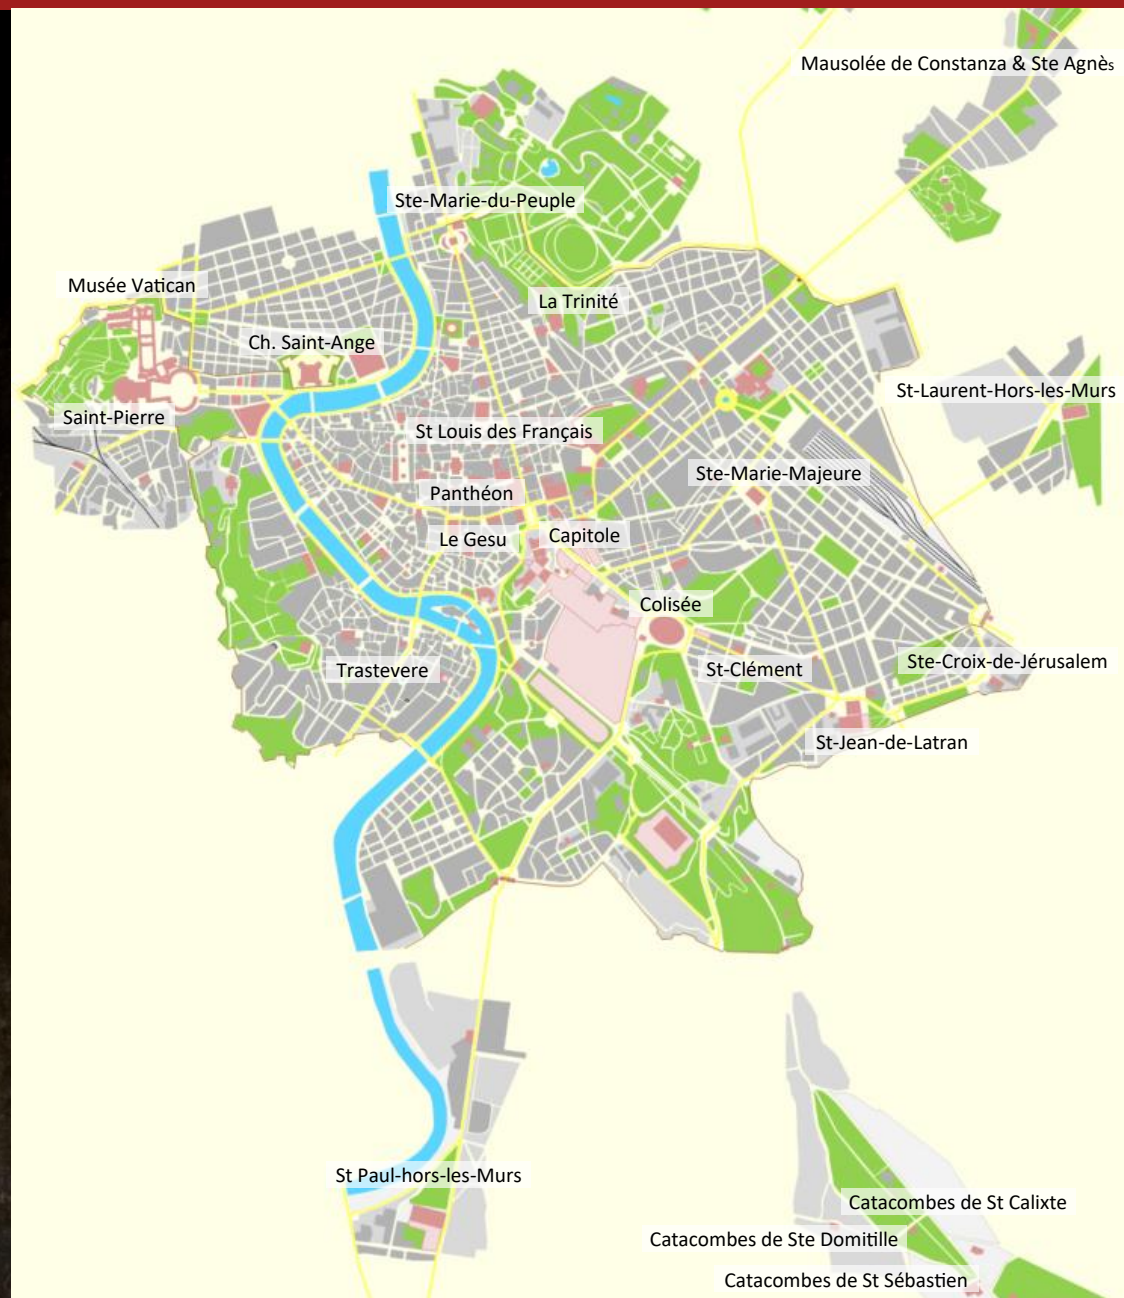 Mausolée de Constanza & Ste Agnès
Ste-Marie-du-Peuple
Musée Vatican
La Trinité
Ch. Saint-Ange
St-Laurent-Hors-les-Murs
Saint-Pierre
St Louis des Français
Ste-Marie-Majeure
Panthéon
Le Gesu
Capitole
Colisée
Trastevere
St-Clément
Ste-Croix-de-Jérusalem
St-Jean-de-Latran
St Paul-hors-les-Murs
Catacombes de St Calixte
Catacombes de Ste Domitille
Catacombes de St Sébastien